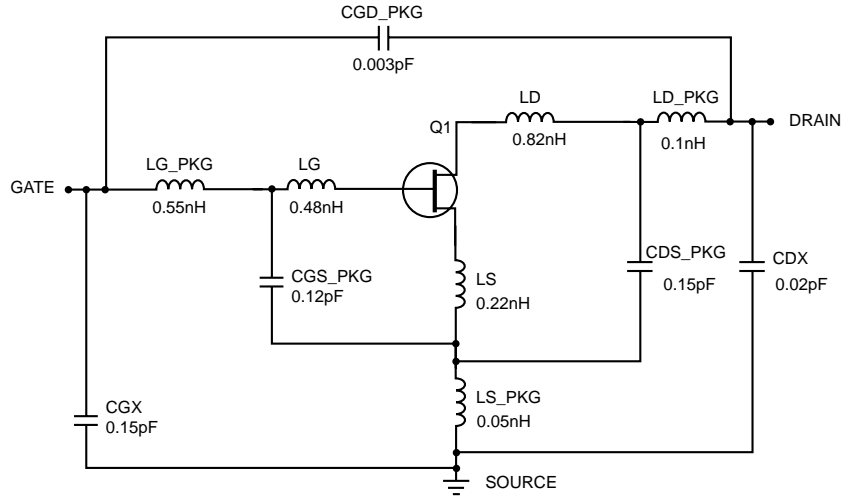 CGD_PKG
0.003pF
Q1
LD
0.82nH
LD_PKG
0.1nH
DRAIN
GATE
LG_PKG
0.55nH
LG
0.48nH
CGS_PKG
0.12pF
LS
0.22nH
CDS_PKG
0.15pF
CDX
0.02pF
CGX
0.15pF
LS_PKG
0.05nH
SOURCE